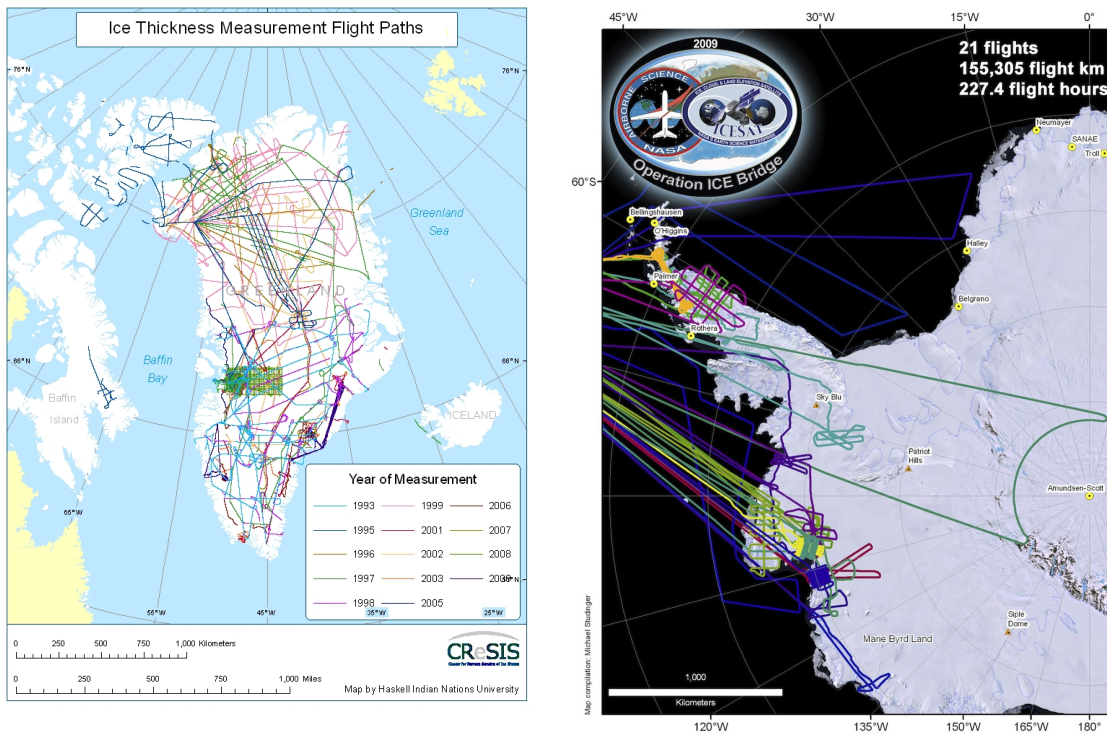 Ice Thickness Measurement Flight Paths
76°N
76°N
Greenland
Sea
GREENLAND
66°N
66°N
Baffin
Bay
Baffin
Island
ICELAND
Year of Measurement
1993
1999
2006
1995
2001
2007
1996
2002
2008
1997
2003
1998
2005
55°W
45°W
35°W
25°W
0 250 500 750 1,000 Kilometers
0 250 500 750 1,000 Miles
CReSIS
Map by Haskell Indian Nations University
45°W
30°W
15°W
0°
2009
AIRBORNE SCIENCE
NASA
ICESAT
Operation ICE Bridge
21 flights
155,305 flight km
227.4 flight hours
60°S
Neumayer
SANAE
Troll
Bellingshausen
O'Higgins
Halley
Palmer
Belgrano
Rothera
Sky Blu
Patriot
Hills
Amundsen-Scott
Siple
Dome
Marie Byrd Land
1,000
Kilometers
Map compilation: Michael Studinger
120°W
135°W
150°W
165°W
180°